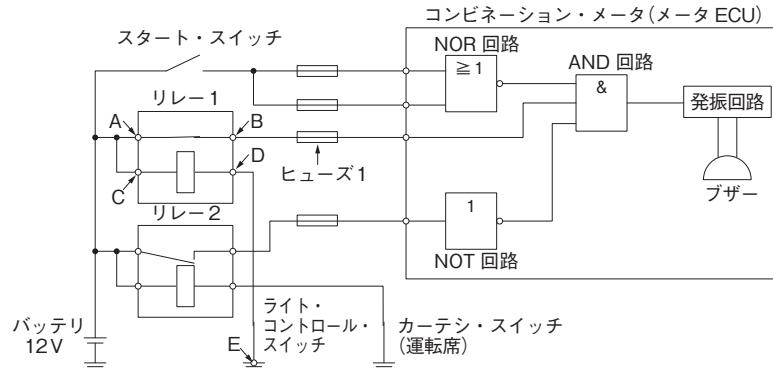 コンビネーション・メータ(メータ ECU)
スタート・スイッチ
NOR 回路
≧1
AND 回路
&
発振回路
ブザー
リレー1
A
B
C
D
ヒューズ1
リレー2
1
NOT 回路
バッテリ
12V
E
ライト・
コントロール・
スイッチ
カーテシ・スイッチ
(運転席)